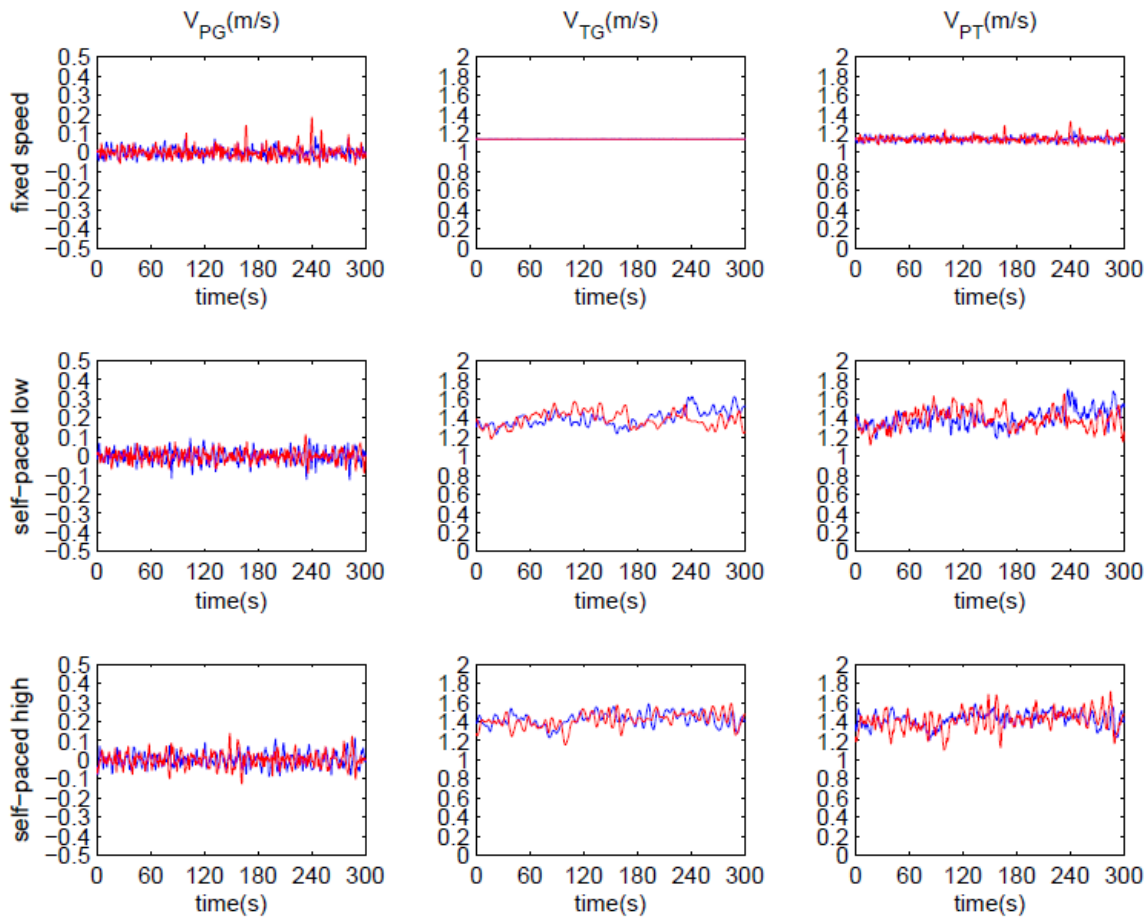 V_PG(m/s) V_TG(m/s) V_PT(m/s)
fixed speed
0.5 0.4 0.3 0.2 0.1 0 −0.1 −0.2 −0.3 −0.4 −0.5
0 60 120 180 240 300
time(s)
2 1.8 1.6 1.4 1.2 1 0.8 0.6 0.4 0.2 0
0 60 120 180 240 300
time(s)
2 1.8 1.6 1.4 1.2 1 0.8 0.6 0.4 0.2 0
0 60 120 180 240 300
time(s)
self-paced low
0.5 0.4 0.3 0.2 0.1 0 −0.1 −0.2 −0.3 −0.4 −0.5
0 60 120 180 240 300
time(s)
2 1.8 1.6 1.4 1.2 1 0.8 0.6 0.4 0.2 0
0 60 120 180 240 300
time(s)
2 1.8 1.6 1.4 1.2 1 0.8 0.6 0.4 0.2 0
0 60 120 180 240 300
time(s)
self-paced high
0.5 0.4 0.3 0.2 0.1 0 −0.1 −0.2 −0.3 −0.4 −0.5
0 60 120 180 240 300
time(s)
2 1.8 1.6 1.4 1.2 1 0.8 0.6 0.4 0.2 0
0 60 120 180 240 300
time(s)
2 1.8 1.6 1.4 1.2 1 0.8 0.6 0.4 0.2 0
0 60 120 180 240 300
time(s)